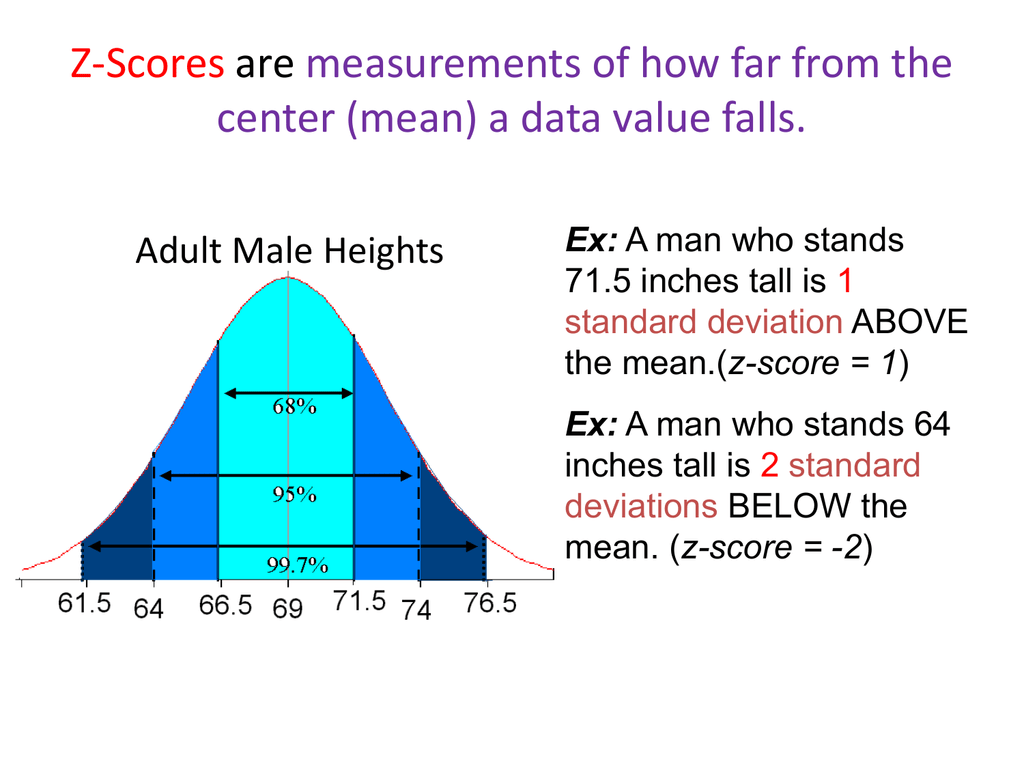 Z-Scores are measurements of how far from the
center (mean) a data value falls.
Adult Male Heights
68%
95%
99.7%
61.5 64 66.5 69 71.5 74 76.5
Ex: A man who stands
71.5 inches tall is 1
standard deviation ABOVE
the mean.(z-score = 1)
Ex: A man who stands 64
inches tall is 2 standard
deviations BELOW the
mean. (z-score = -2)